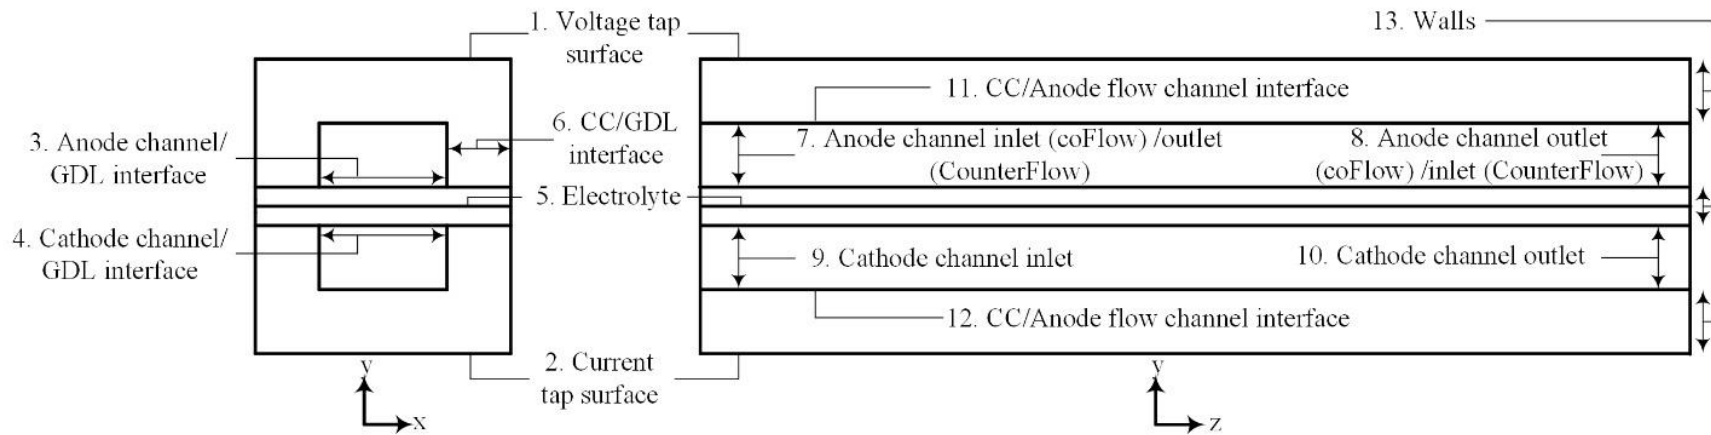 1. Voltage tap
surface
13. Walls
11. CC/Anode flow channel interface
6. CC/GDL
interface
3. Anode channel/
GDL interface
7. Anode channel inlet (coFlow) /outlet
(CounterFlow)
8. Anode channel outlet
(coFlow) /inlet (CounterFlow)
5. Electrolyte
4. Cathode channel/
GDL interface
9. Cathode channel inlet
10. Cathode channel outlet
12. CC/Anode flow channel interface
2. Current
tap surface
y
x
y
z